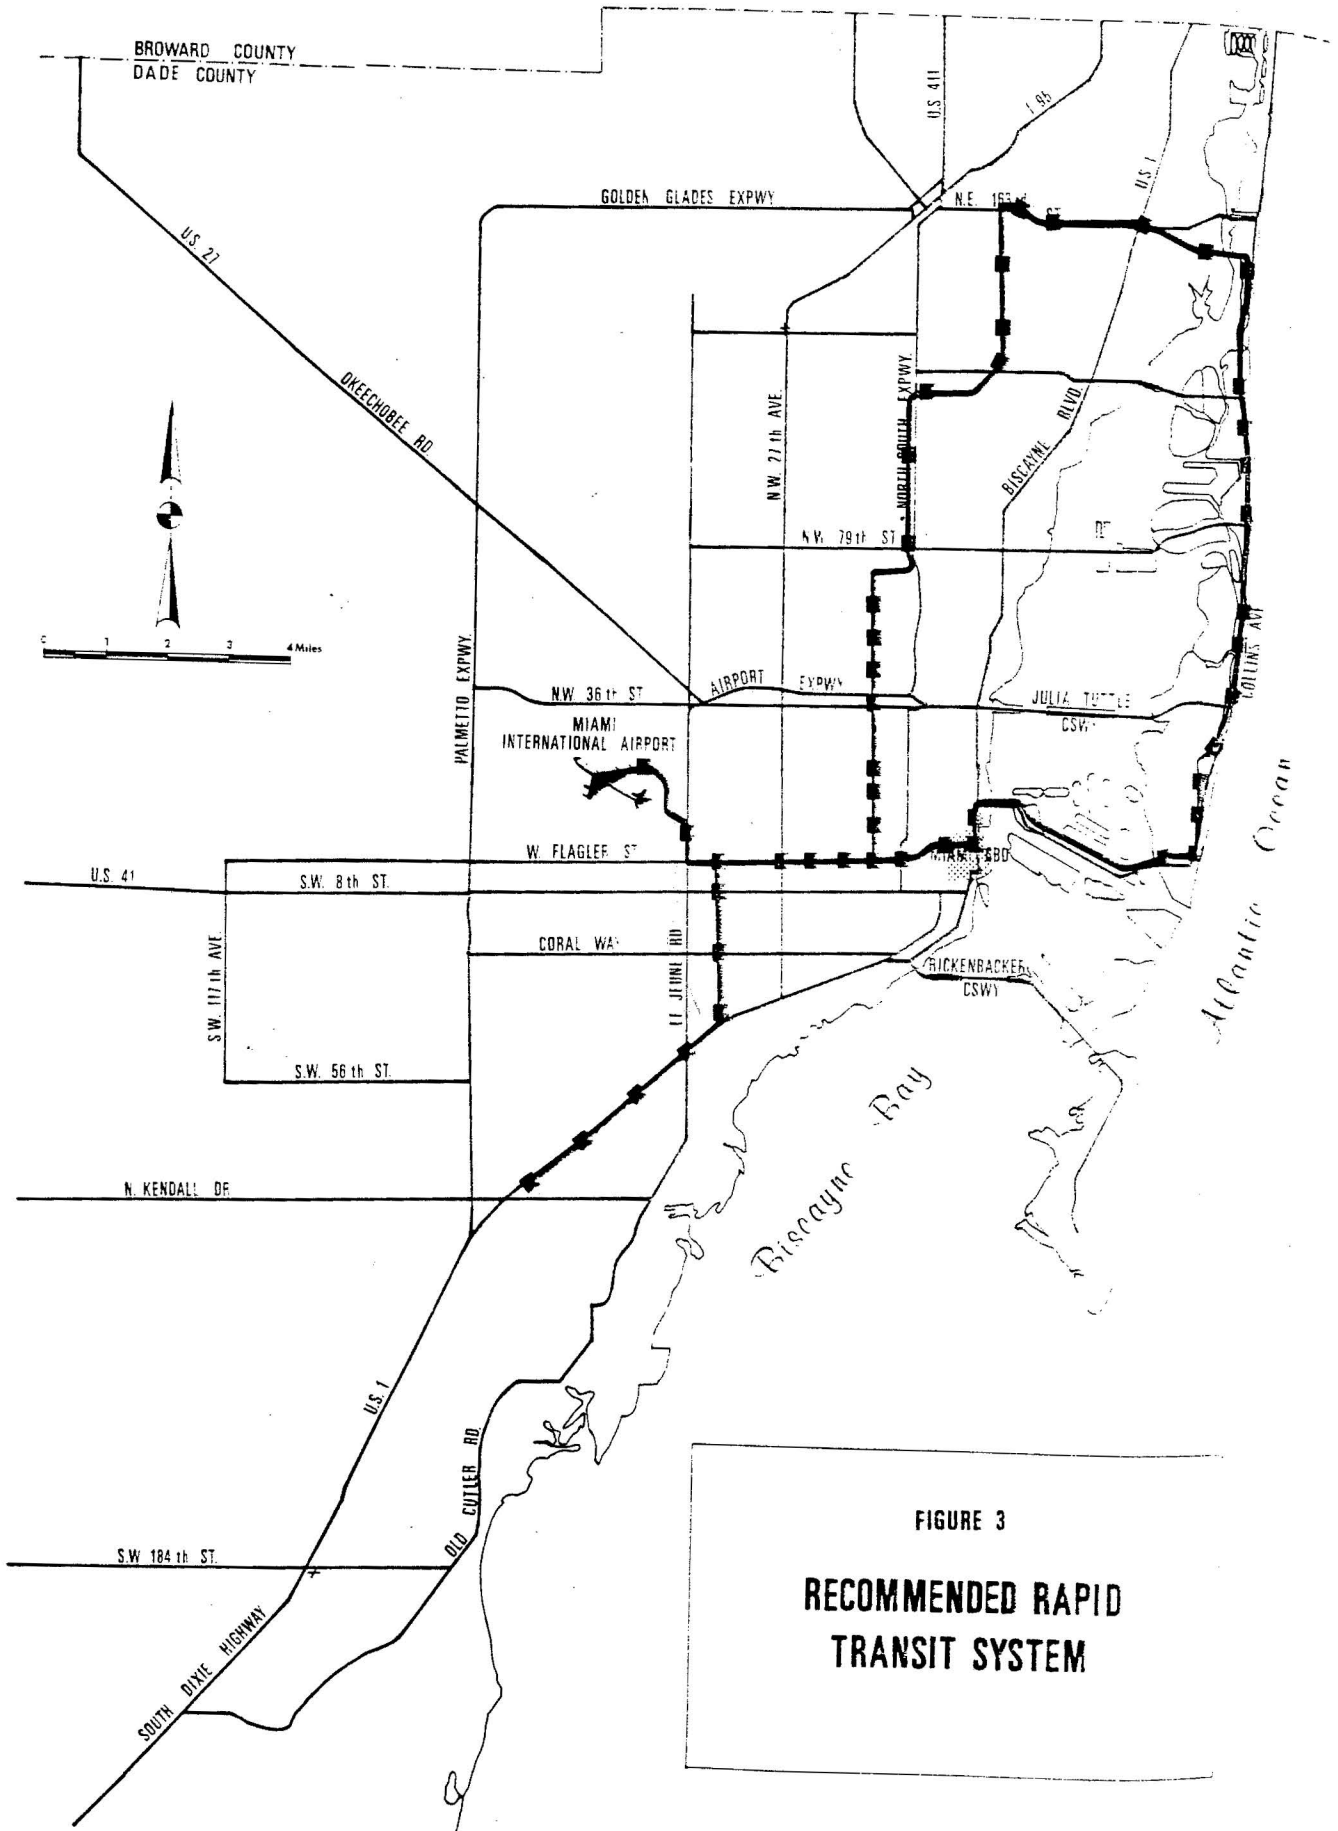 BROWARD COUNTY
DADE COUNTY
U.S. 411
I 95
U.S. 1
GOLDEN GLADES EXPWY
N.E. 163rd ST
U.S. 27
OKEECHOBEE RD
N.W. 27th AVE.
NORTH SOUTH EXPWY.
BISCAYNE BLVD.
N.W. 79th ST
0 1 2 3 4 Miles
PALMETTO EXPWY.
N.W. 36th ST
AIRPORT EXPWY
JULIA TUTTLE
CSWY
COLLINS AVE
MIAMI
INTERNATIONAL AIRPORT
Atlantic Ocean
W. FLAGLER ST
MIAMI CBD
U.S. 41
S.W. 8th ST.
S.W. 117th AVE.
CORAL WAY
LE JEUNE RD
RICKENBACKER
CSWY
S.W. 56th ST.
Biscayne Bay
N. KENDALL DR
U.S. 1
OLD CUTLER RD.
S.W 184th ST.
SOUTH DIXIE HIGHWAY
FIGURE 3
RECOMMENDED RAPID
TRANSIT SYSTEM